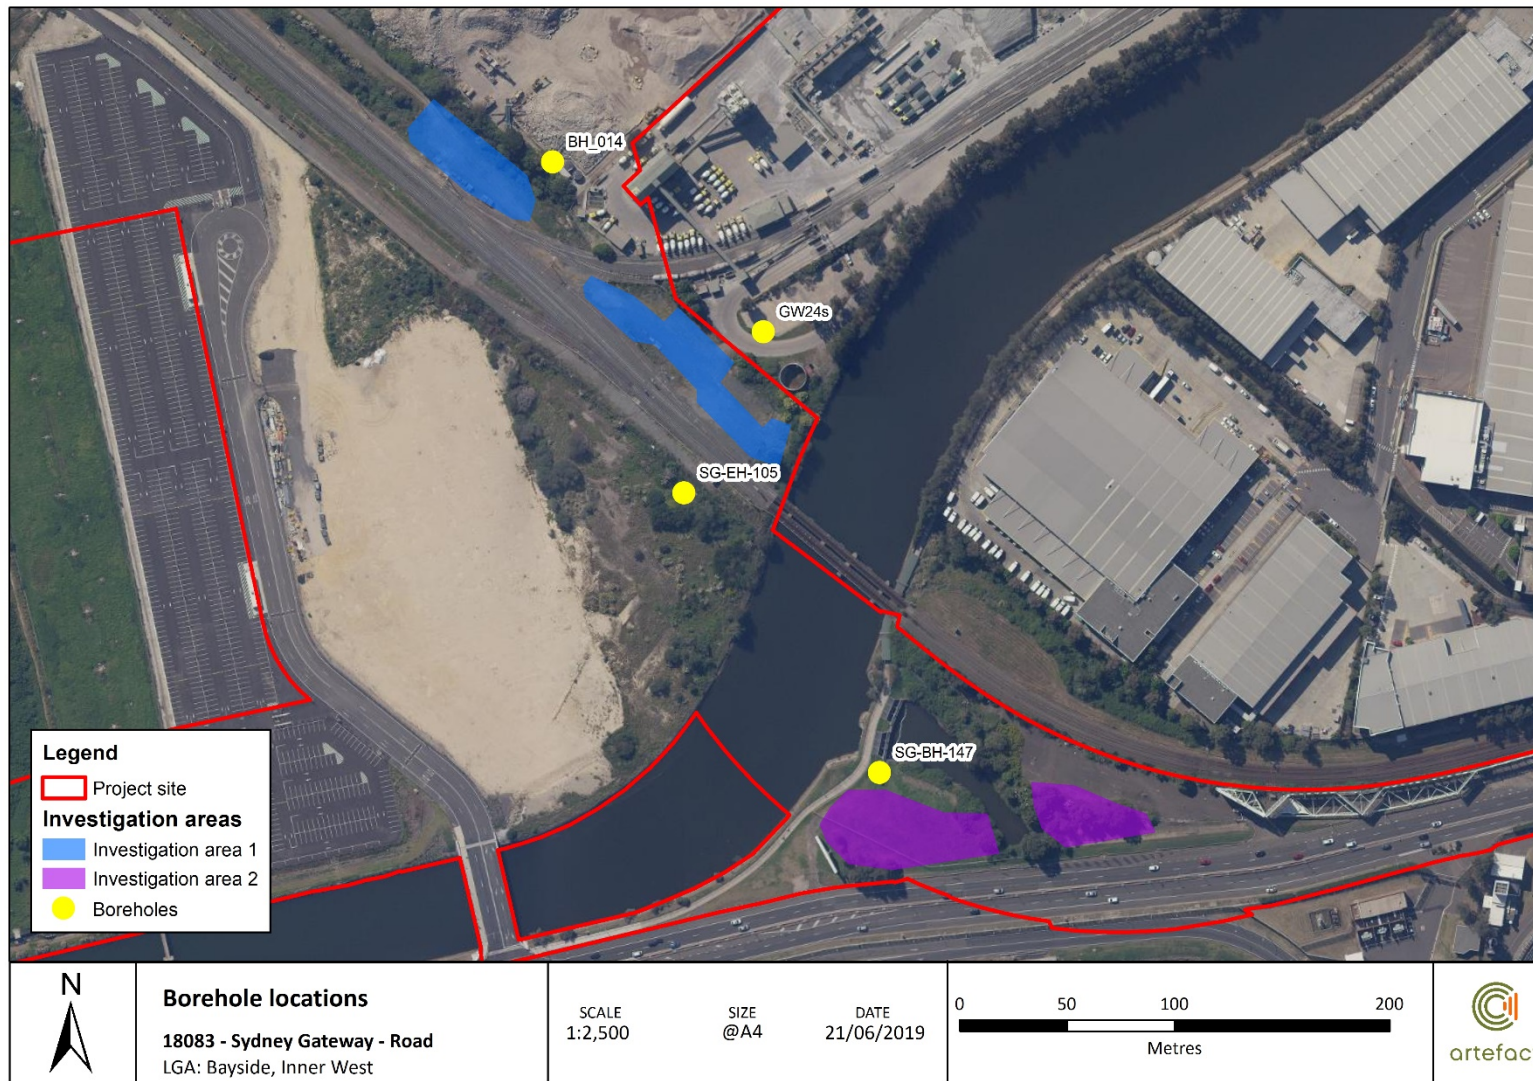 BH_014
GW24s
SG-EH-105
SG-BH-147
Legend
Project site
Investigation areas
Investigation area 1
Investigation area 2
Boreholes
N
Borehole locations
18083 - Sydney Gateway - Road
LGA: Bayside, Inner West
SCALE
1:2,500
SIZE
@A4
DATE
21/06/2019
0 50 100 200
Metres
artefac